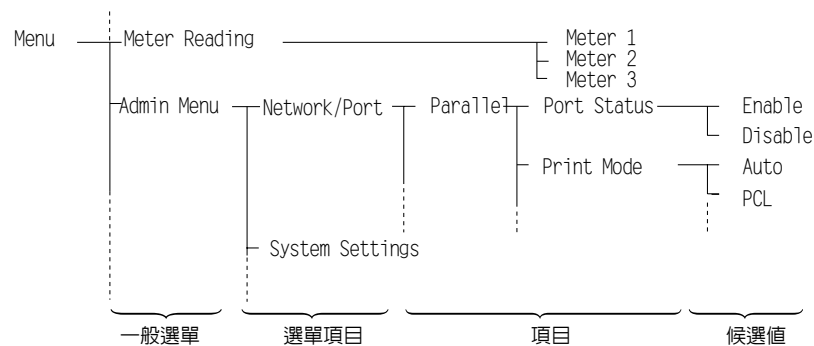 Menu Meter Reading Meter 1
Meter 2
Meter 3
Admin Menu Network/Port Parallel Port Status Enable
Disable
Print Mode Auto
PCL
System Settings
一般選單 選單項目 項目 候選值